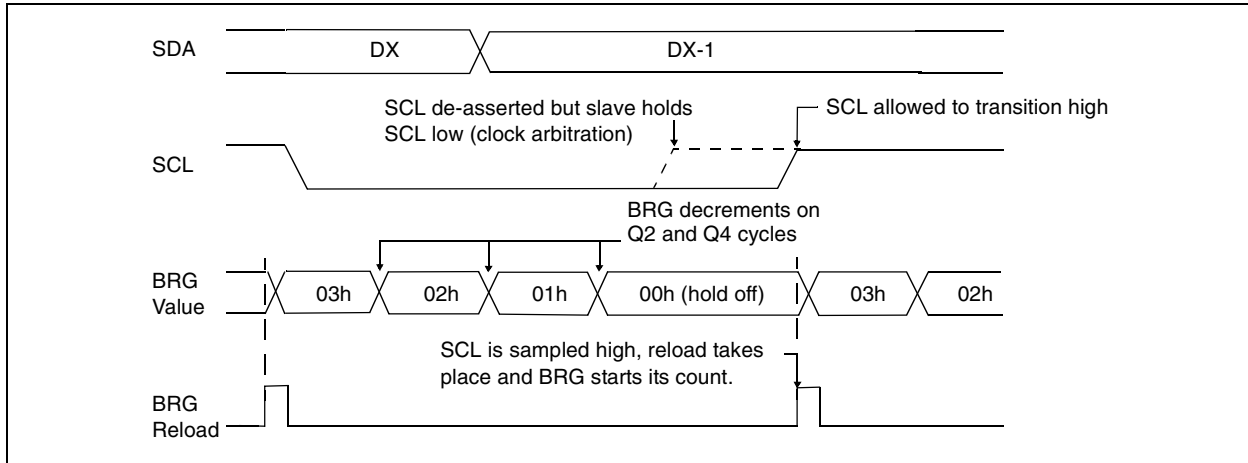 SDA
DX
DX-1
SCL de-asserted but slave holds
SCL low (clock arbitration)
SCL allowed to transition high
SCL
BRG decrements on
Q2 and Q4 cycles
BRG
Value
03h
02h
01h
00h (hold off)
03h
02h
SCL is sampled high, reload takes
place and BRG starts its count.
BRG
Reload